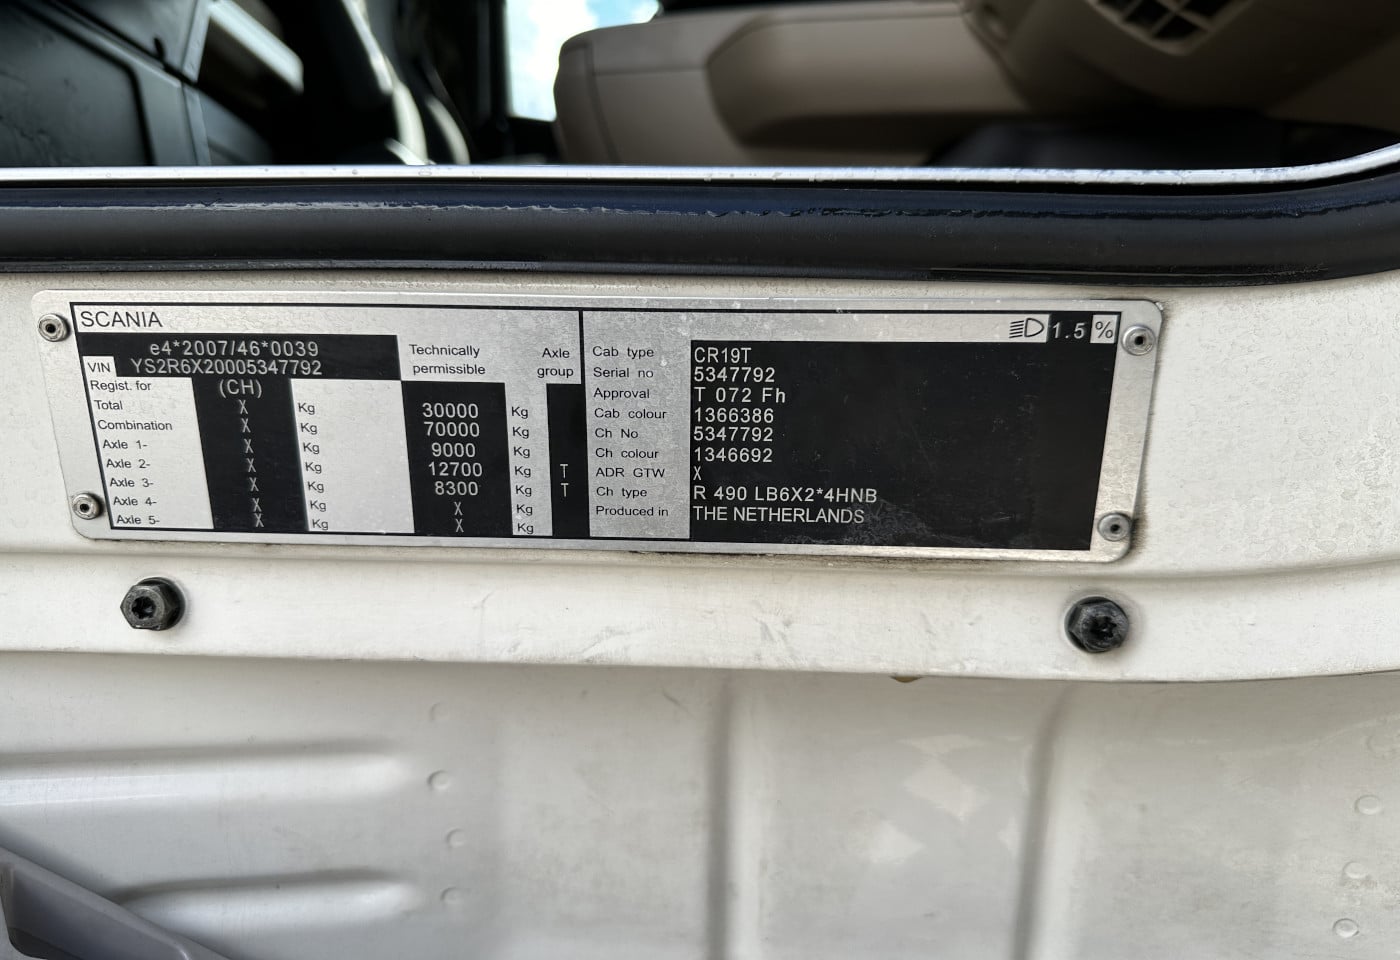 SCANIA
e4*2007/46*0039
VIN YS2R6X20005347792
Technically permissible
Axle group
Regist. for (CH)
Total X Kg 30000 Kg
Combination X Kg 70000 Kg
Axle 1- X Kg 9000 Kg
Axle 2- X Kg 12700 Kg T
Axle 3- X Kg 8300 Kg T
Axle 4- X Kg X Kg
Axle 5- X Kg X Kg
1.5 %
Cab type CR19T
Serial no 5347792
Approval T 072 Fh
Cab colour 1366386
Ch No 5347792
Ch colour 1346692
ADR GTW X
Ch type R 490 LB6X2*4HNB
Produced in THE NETHERLANDS